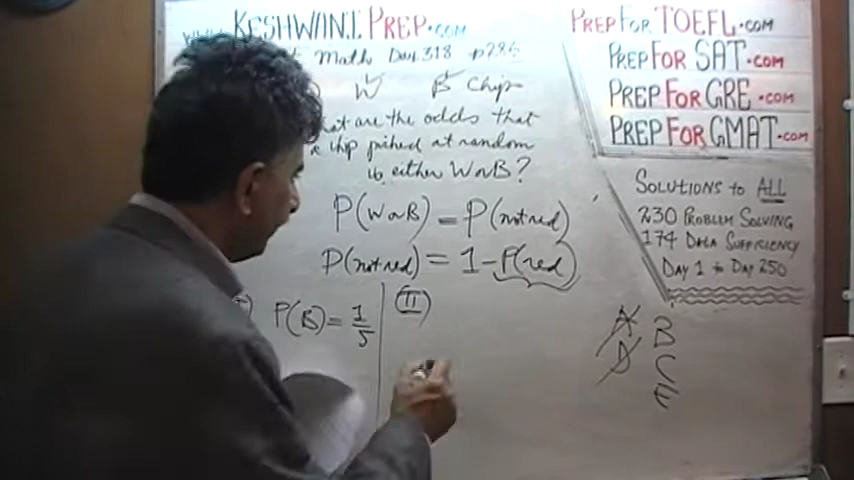 www.KESHWANIPREP.COM
Math Day 318 p286
W B Chips
what are the odds that
a chip picked at random
is either W or B?
P(W or B) = P(not red)
P(not red) = 1 - P(red)
P(B) = 1/5
(II)
A B
D C
E
PREPFORTOEFL.COM
PREPFORSAT.COM
PREPFORGRE.COM
PREPFORGMAT.COM
SOLUTIONS to ALL
230 PROBLEM SOLVING
174 DATA SUFFICIENCY
DAY 1 to DAY 250